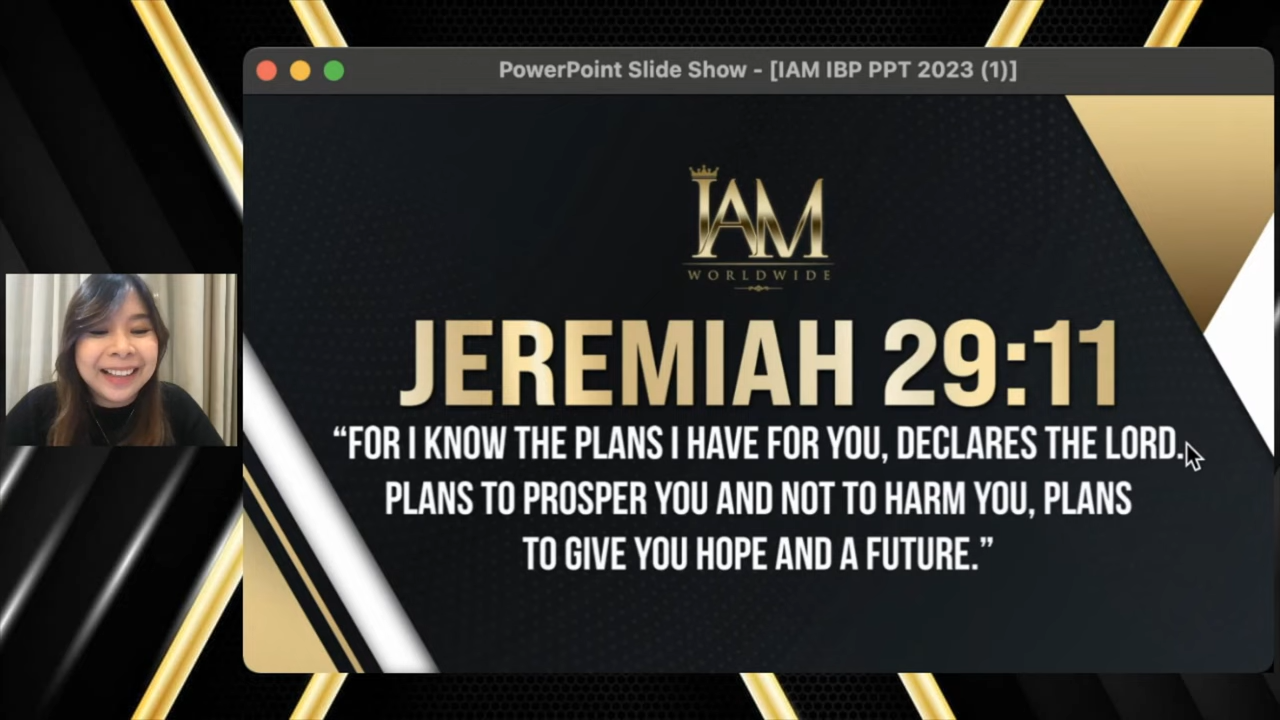 PowerPoint Slide Show - [IAM IBP PPT 2023 (1)]
IAM
WORLDWIDE
JEREMIAH 29:11
“FOR I KNOW THE PLANS I HAVE FOR YOU, DECLARES THE LORD.
PLANS TO PROSPER YOU AND NOT TO HARM YOU, PLANS
TO GIVE YOU HOPE AND A FUTURE.”